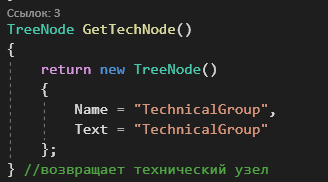 Ссылок: 3
TreeNode GetTechNode()
{
    return new TreeNode()
    {
        Name = "TechnicalGroup",
        Text = "TechnicalGroup"
    };
} //возвращает технический узел